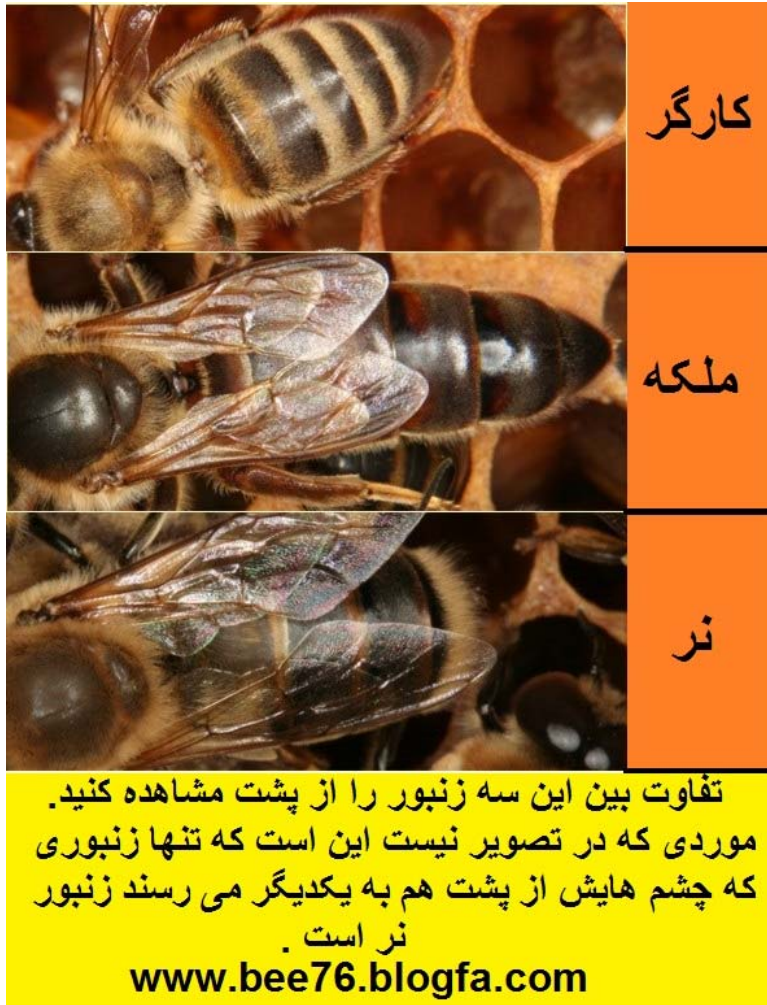 کارگر
ملکه
نر
تفاوت بین این سه زنبور را از پشت مشاهده کنید.
موردی که در تصویر نیست این است که تنها زنبوری
که چشم هایش از پشت هم به یکدیگر می رسند زنبور
نر است .
www.bee76.blogfa.com